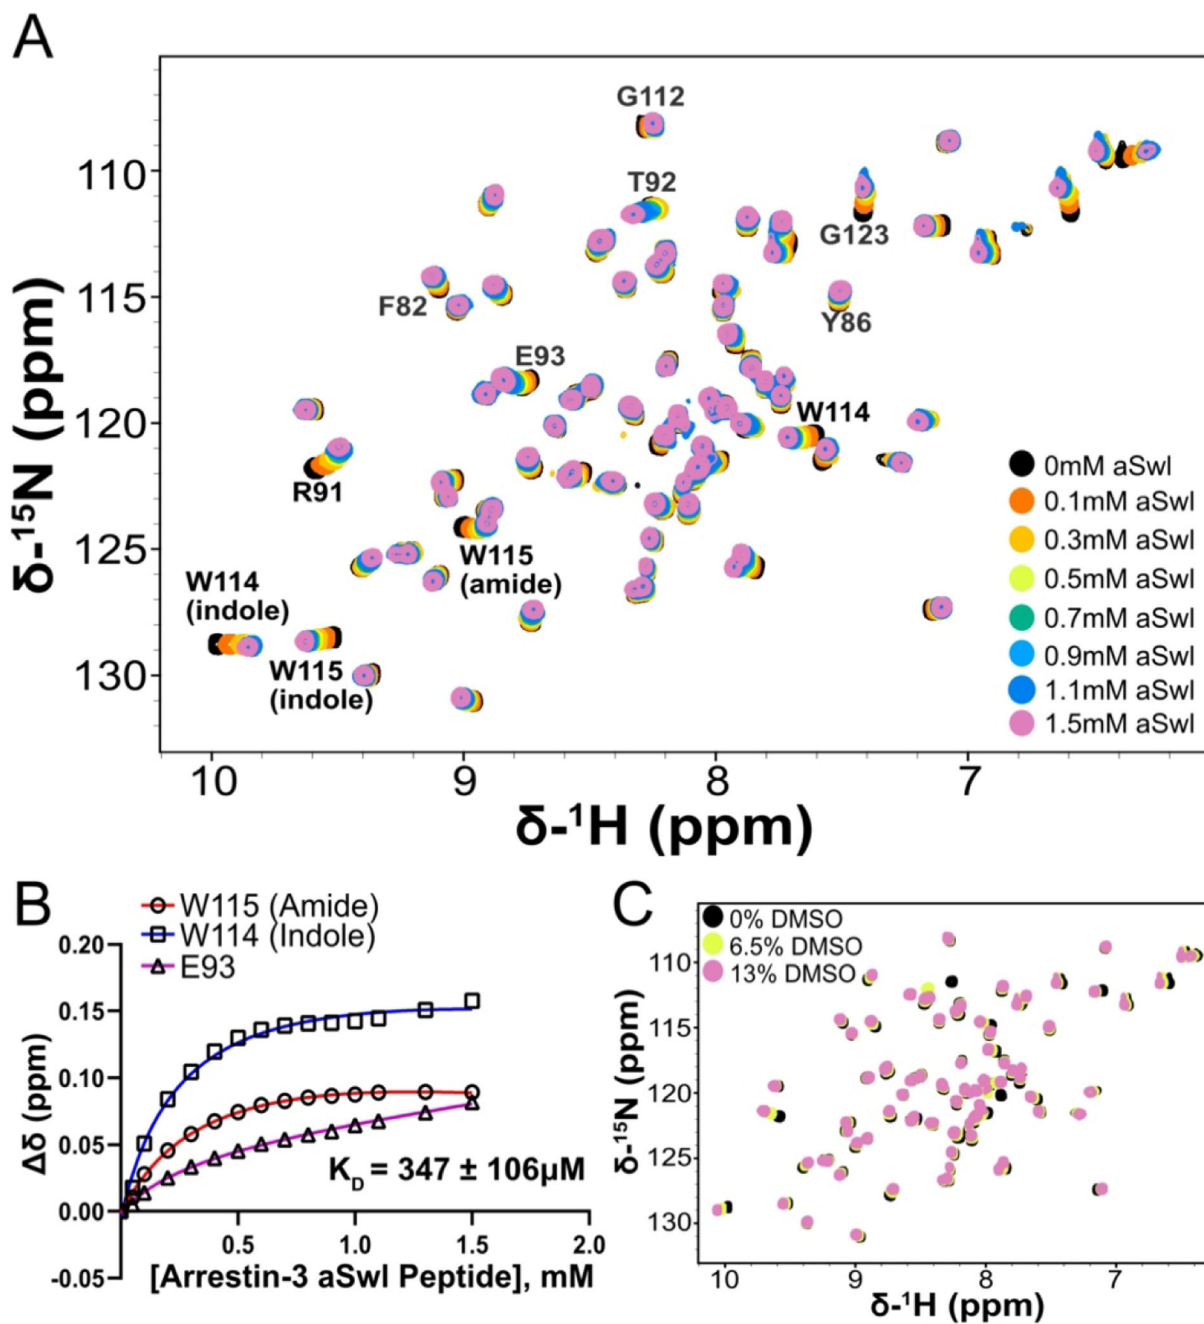 A
G112
T92
G123
F82
Y86
E93
W114
R91
W115
(amide)
W114
(indole)
W115
(indole)
0mM aSwI
0.1mM aSwI
0.3mM aSwI
0.5mM aSwI
0.7mM aSwI
0.9mM aSwI
1.1mM aSwI
1.5mM aSwI
110
115
120
125
130
δ-¹⁵N (ppm)
10 9 8 7
δ-¹H (ppm)
B
W115 (Amide)
W114 (Indole)
E93
0.20
0.15
0.10
0.05
0.00
-0.05
Δδ (ppm)
K_D = 347 ± 106µM
0.5 1.0 1.5 2.0
[Arrestin-3 aSwI Peptide], mM
C
0% DMSO
6.5% DMSO
13% DMSO
110
115
120
125
130
δ-¹⁵N (ppm)
10 9 8 7
δ-¹H (ppm)